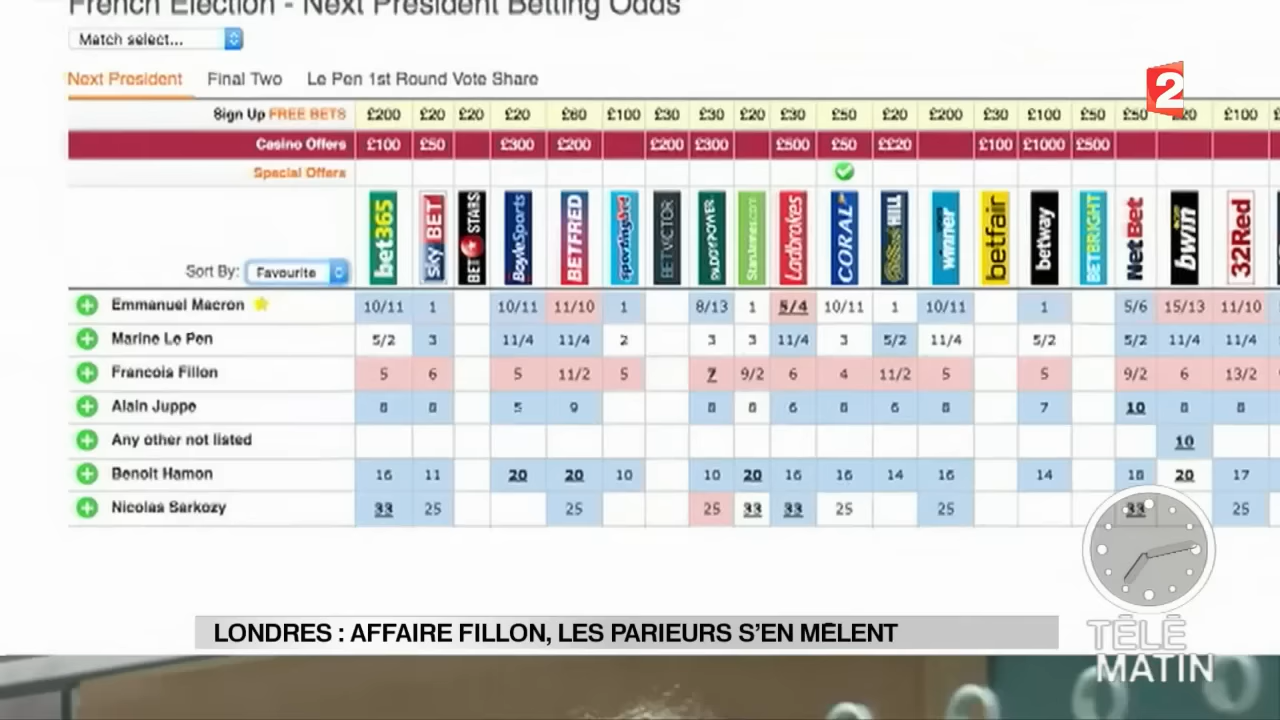 French Election - Next President Betting Odds
Match select...
Next President Final Two Le Pen 1st Round Vote Share
2
Sign Up FREE BETS £200 £20 £20 £20 £60 £100 £30 £30 £20 £30 £50 £20 £200 £30 £100 £50 £50 £20 £100
Casino Offers £100 £50 £300 £200 £200 £300 £500 £50 ££20 £100 £1000 £500
Special Offers
bet365 sky BET BET STARS BoyleSports BETFRED sportingbet BETVICTOR PADDYPOWER StanJames.com Ladbrokes CORAL HILL winner betfair betway BETBRIGHT NetBet bwin 32Red
Sort By: Favourite
Emmanuel Macron 10/11 1 10/11 11/10 1 8/13 1 5/4 10/11 1 10/11 1 5/6 15/13 11/10
Marine Le Pen 5/2 3 11/4 11/4 2 3 3 11/4 3 5/2 11/4 5/2 5/2 11/4 11/4
Francois Fillon 5 6 5 11/2 5 7 9/2 6 4 11/2 5 5 9/2 6 13/2
Alain Juppe 8 8 5 9 8 8 6 8 6 8 7 10 8 8
Any other not listed 10
Benoit Hamon 16 11 20 20 10 10 20 16 16 14 16 14 18 20 17
Nicolas Sarkozy 33 25 25 25 33 33 25 25 33 25
LONDRES : AFFAIRE FILLON, LES PARIEURS S'EN MÊLENT
TÉLÉ
MATIN